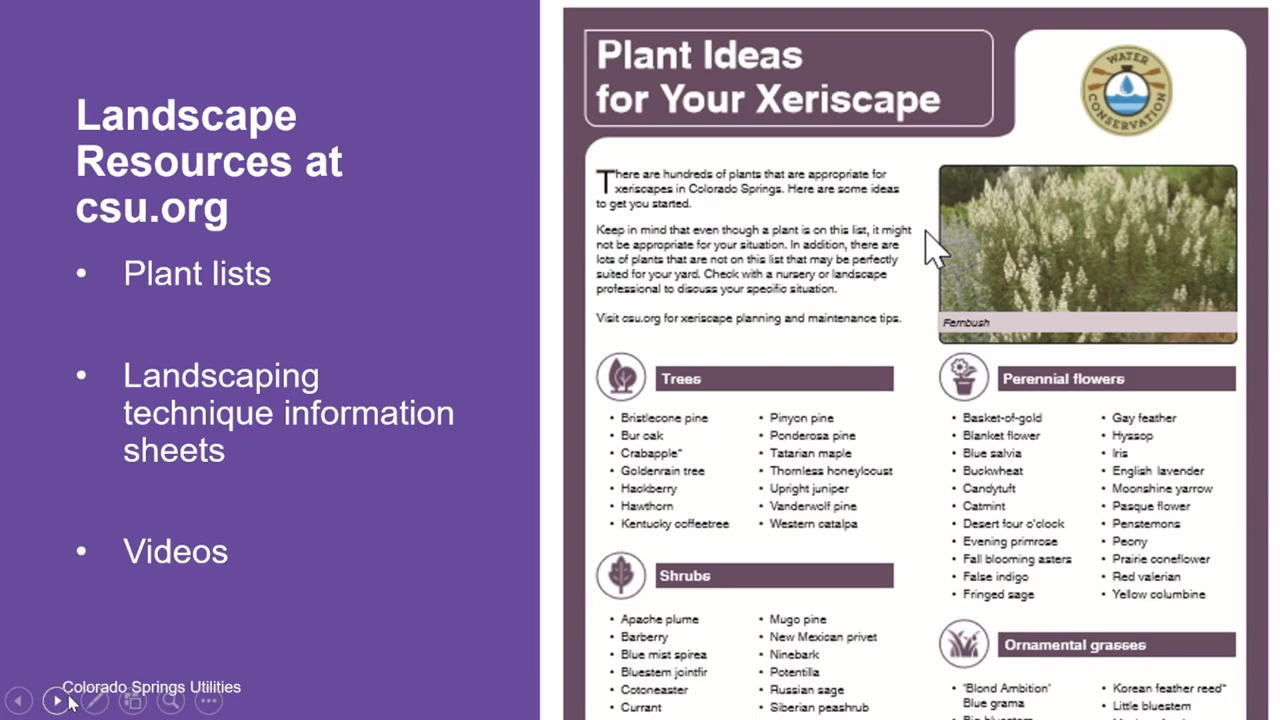 Landscape
Resources at
csu.org
• Plant lists
• Landscaping
technique information
sheets
• Videos
Colorado Springs Utilities
Plant Ideas
for Your Xeriscape
WATER
CONSERVATION
There are hundreds of plants that are appropriate for
xeriscapes in Colorado Springs. Here are some ideas
to get you started.
Keep in mind that even though a plant is on this list, it might
not be appropriate for your situation. In addition, there are
lots of plants that are not on this list that may be perfectly
suited for your yard. Check with a nursery or landscape
professional to discuss your specific situation.
Visit csu.org for xeriscape planning and maintenance tips.
Fernbush
Trees
• Bristlecone pine
• Bur oak
• Crabapple*
• Goldenrain tree
• Hackberry
• Hawthorn
• Kentucky coffeetree
• Pinyon pine
• Ponderosa pine
• Tatarian maple
• Thornless honeylocust
• Upright juniper
• Vanderwolf pine
• Western catalpa
Shrubs
• Apache plume
• Barberry
• Blue mist spirea
• Bluestem jointfir
• Cotoneaster
• Currant
• Mugo pine
• New Mexican privet
• Ninebark
• Potentilla
• Russian sage
• Siberian peashrub
Perennial flowers
• Basket-of-gold
• Blanket flower
• Blue salvia
• Buckwheat
• Candytuft
• Catmint
• Desert four o'clock
• Evening primrose
• Fall blooming asters
• False indigo
• Fringed sage
• Gay feather
• Hyssop
• Iris
• English lavender
• Moonshine yarrow
• Pasque flower
• Penstemons
• Peony
• Prairie coneflower
• Red valerian
• Yellow columbine
Ornamental grasses
• 'Blond Ambition'
Blue grama
• Korean feather reed*
• Little bluestem